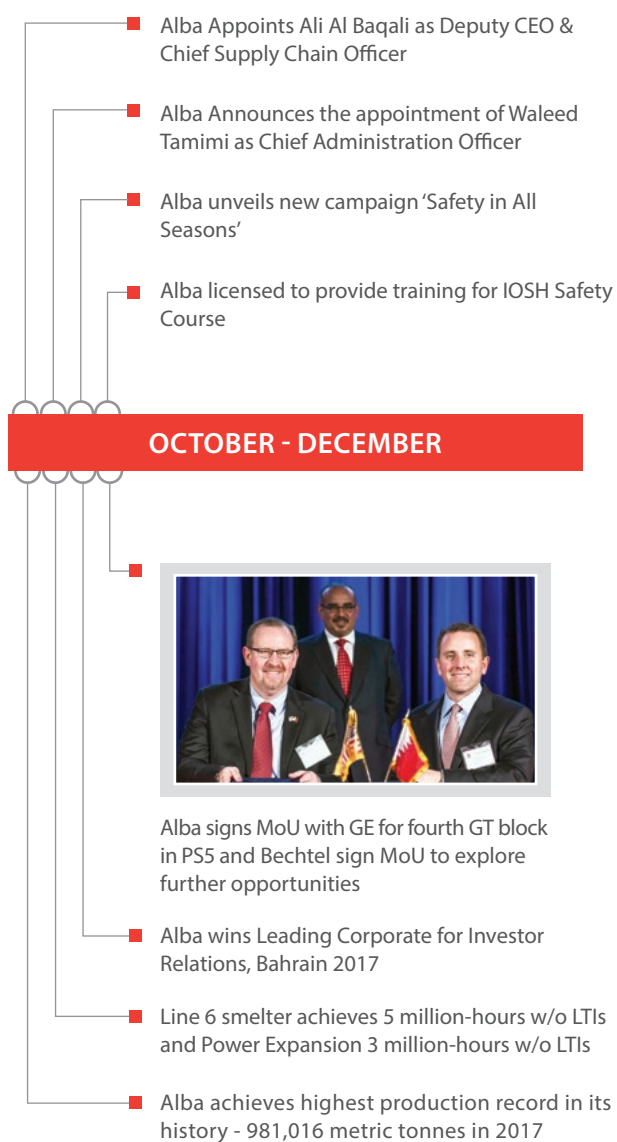 Alba Appoints Ali Al Baqali as Deputy CEO &
Chief Supply Chain Officer
Alba Announces the appointment of Waleed
Tamimi as Chief Administration Officer
Alba unveils new campaign ‘Safety in All
Seasons’
Alba licensed to provide training for IOSH Safety
Course
OCTOBER - DECEMBER
Alba signs MoU with GE for fourth GT block
in PS5 and Bechtel sign MoU to explore
further opportunities
Alba wins Leading Corporate for Investor
Relations, Bahrain 2017
Line 6 smelter achieves 5 million-hours w/o LTIs
and Power Expansion 3 million-hours w/o LTIs
Alba achieves highest production record in its
history - 981,016 metric tonnes in 2017